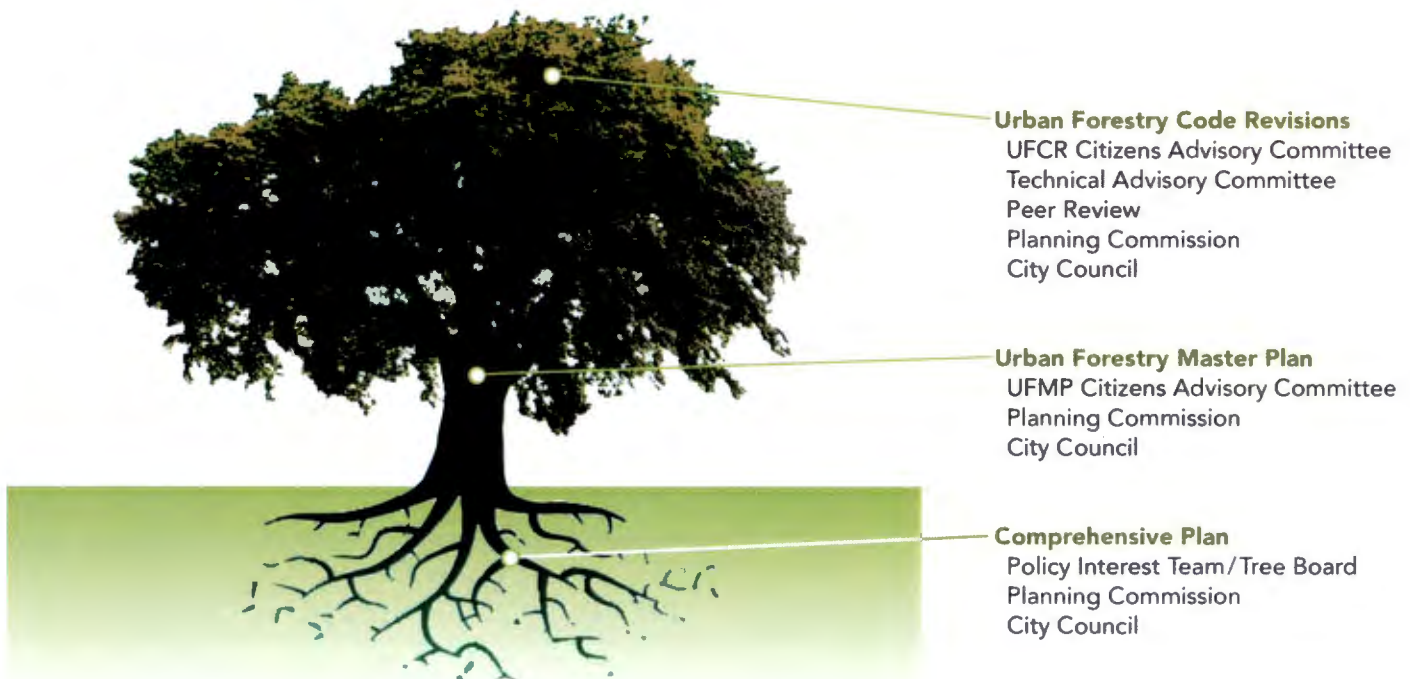 Urban Forestry Code Revisions
UFCR Citizens Advisory Committee
Technical Advisory Committee
Peer Review
Planning Commission
City Council
Urban Forestry Master Plan
UFMP Citizens Advisory Committee
Planning Commission
City Council
Comprehensive Plan
Policy Interest Team/Tree Board
Planning Commission
City Council